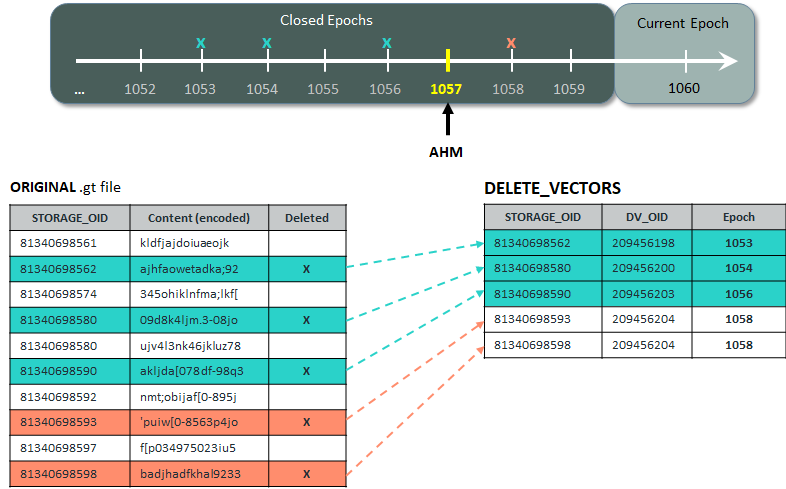 Closed Epochs
Current Epoch
X X X X
... 1052 1053 1054 1055 1056 1057 1058 1059 1060
AHM
ORIGINAL .gt file
STORAGE_OID Content (encoded) Deleted
81340698561 kldfjajdoiuaeojk
81340698562 ajhfaowetadka;92 X
81340698574 345ohiklnfma;lkf[
81340698580 09d8k4ljm.3-08jo X
81340698580 ujv4l3nk46jkluz78
81340698590 akljda[078df-98q3 X
81340698592 nmt;obijaf[0-895j
81340698593 'puiw[0-8563p4jo X
81340698597 f[p034975023iu5
81340698598 badjhadfkhal9233 X
DELETE_VECTORS
STORAGE_OID DV_OID Epoch
81340698562 209456198 1053
81340698580 209456200 1054
81340698590 209456203 1056
81340698593 209456204 1058
81340698598 209456204 1058